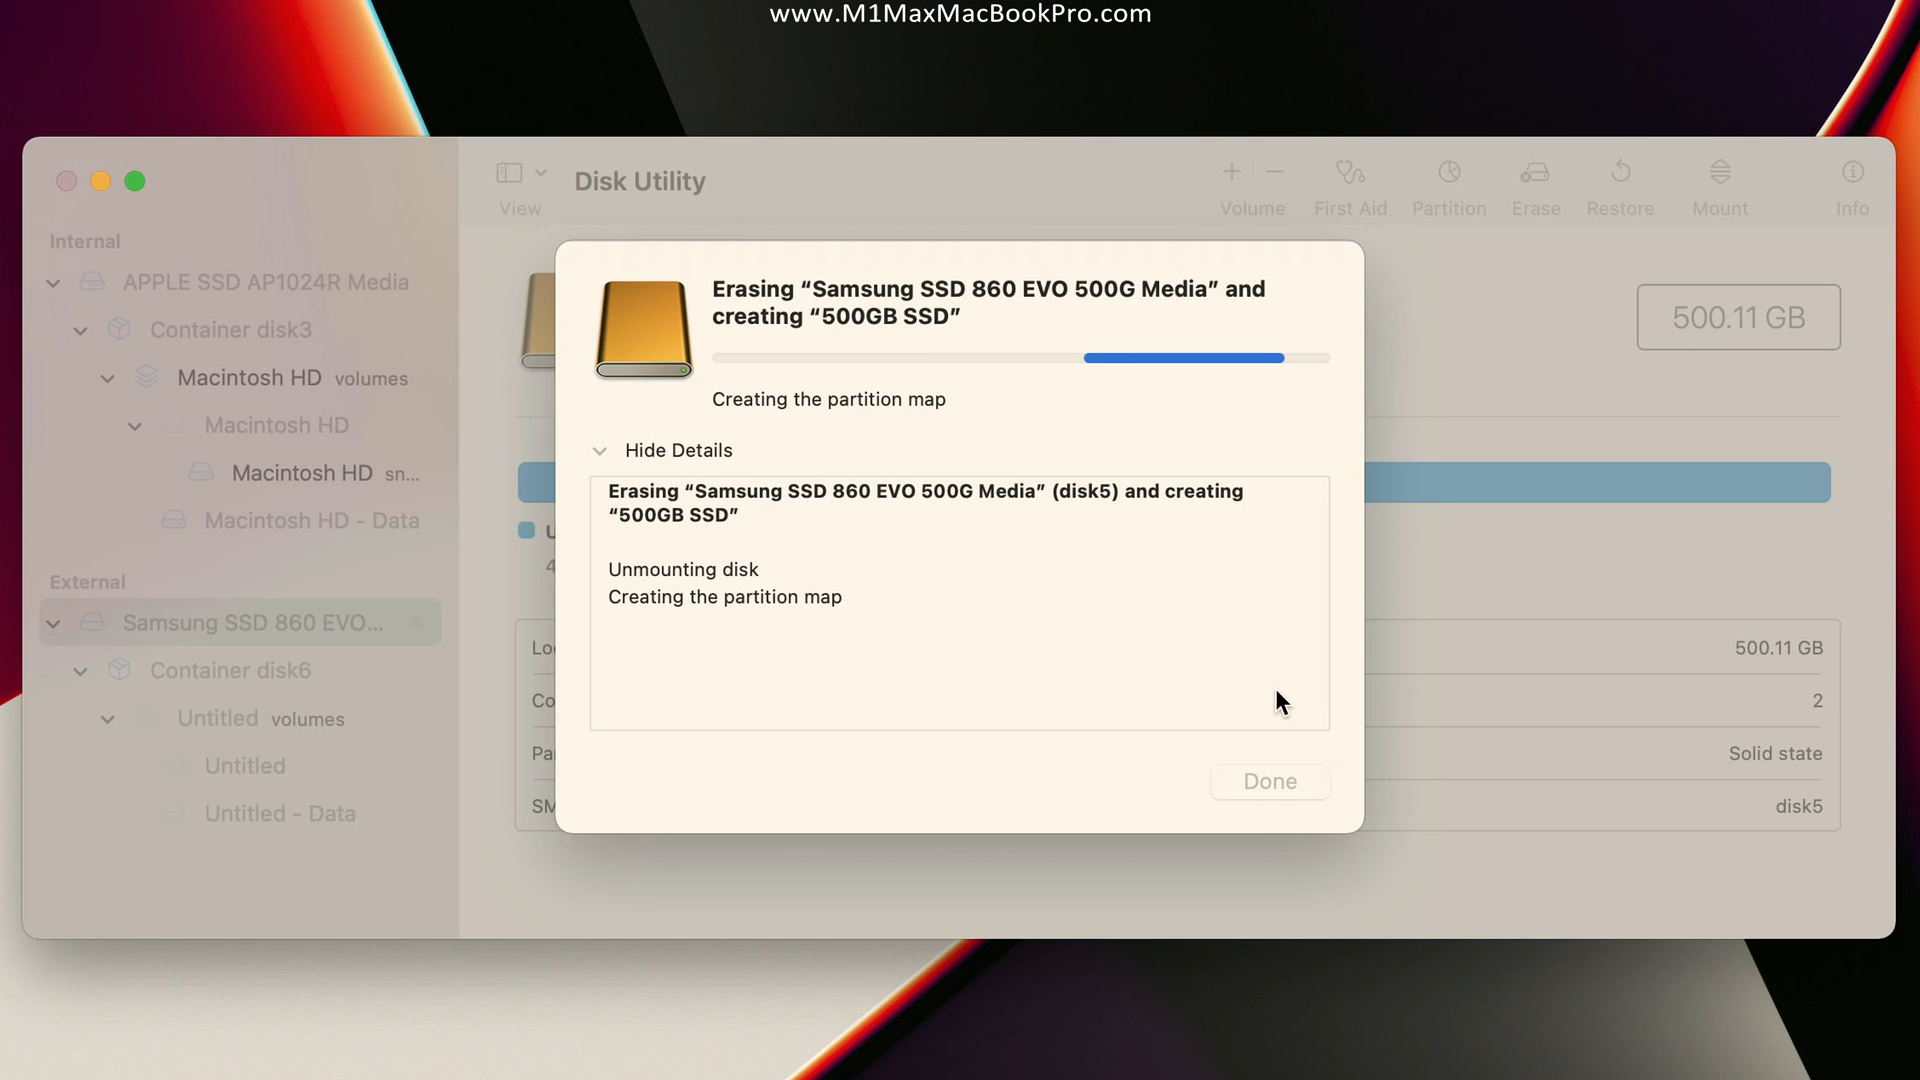 www.M1MaxMacBookPro.com
Disk Utility
View
Volume
First Aid
Partition
Erase
Restore
Mount
Info
Internal
APPLE SSD AP1024R Media
Container disk3
Macintosh HD volumes
Macintosh HD
Macintosh HD sn...
Macintosh HD - Data
External
Samsung SSD 860 EVO...
Container disk6
Untitled volumes
Untitled
Untitled - Data
500.11 GB
Erasing “Samsung SSD 860 EVO 500G Media” and
creating “500GB SSD”
Creating the partition map
Hide Details
Erasing “Samsung SSD 860 EVO 500G Media” (disk5) and creating
“500GB SSD”
Unmounting disk
Creating the partition map
Done
500.11 GB
2
Solid state
disk5